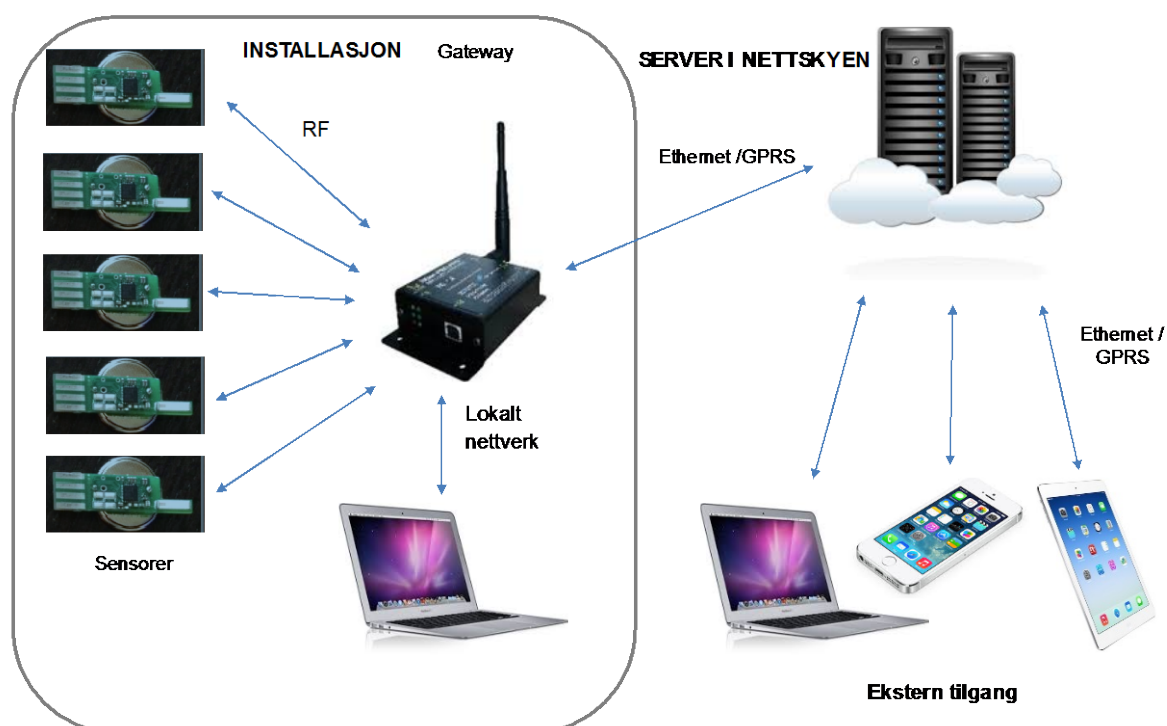 INSTALLASJON
Gateway
SERVER I NETTSKYEN
RF
Ethernet /GPRS
Ethernet /
GPRS
Lokalt
nettverk
Sensorer
Ekstern tilgang